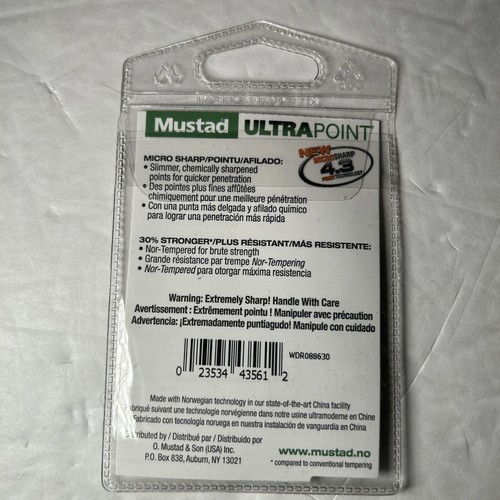 Mustad ULTRAPOINT
NEW
MICROSHARP
4.3
POINT TECHNOLOGY
MICRO SHARP/POINTU/AFILADO:
• Slimmer, chemically sharpened
points for quicker penetration
• Des pointes plus fines affûtées
chimiquement pour une meilleure pénétration
• Con una punta más delgada y afilado químico
para lograr una penetración más rápida
30% STRONGER*/PLUS RÉSISTANT/MÁS RESISTENTE:
• Nor-Tempered for brute strength
• Grande résistance par trempe Nor-Tempering
• Nor-Tempered para otorgar máxima resistencia
Warning: Extremely Sharp! Handle With Care
Avertissement : Extrêmement pointu ! Manipuler avec précaution
Advertencia: ¡Extremadamente puntiagudo! Manipule con cuidado
WDR088630
0 23534 43561 2
Made with Norwegian technology in our state-of-the-art China facility
Fabriqué suivant une technologie norvégienne dans notre usine ultramoderne en Chine
Fabricado con tecnologia noruega en nuestra instalación de vanguardia en China
Distributed by / Distribué par / Distribuido por
O. Mustad & Son (USA) Inc.
P.O. Box 838, Auburn, NY 13021
www.mustad.no
* compared to conventional tempering